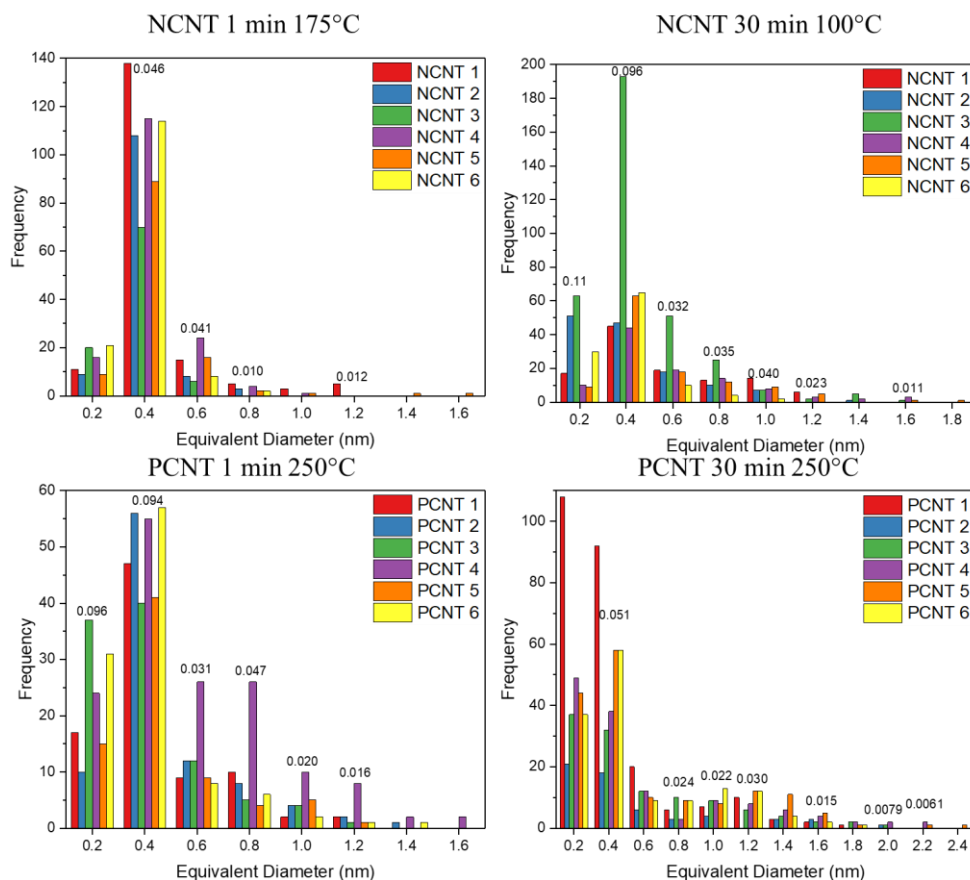 NCNT 1 min 175°C
140
120
100
80
60
40
20
0
Frequency
0.046
0.041
0.010
0.012
NCNT 1
NCNT 2
NCNT 3
NCNT 4
NCNT 5
NCNT 6
0.2 0.4 0.6 0.8 1.0 1.2 1.4 1.6
Equivalent Diameter (nm)
NCNT 30 min 100°C
200
180
160
140
120
100
80
60
40
20
0
Frequency
0.096
0.11
0.032
0.035
0.040
0.023
0.011
NCNT 1
NCNT 2
NCNT 3
NCNT 4
NCNT 5
NCNT 6
0.2 0.4 0.6 0.8 1.0 1.2 1.4 1.6 1.8
Equivalent Diameter (nm)
PCNT 1 min 250°C
60
50
40
30
20
10
0
Frequency
0.094
0.096
0.031
0.047
0.020
0.016
PCNT 1
PCNT 2
PCNT 3
PCNT 4
PCNT 5
PCNT 6
0.2 0.4 0.6 0.8 1.0 1.2 1.4 1.6
Equivalent Diameter (nm)
PCNT 30 min 250°C
100
80
60
40
20
0
Frequency
0.051
0.024
0.022
0.030
0.015
0.0079
0.0061
PCNT 1
PCNT 2
PCNT 3
PCNT 4
PCNT 5
PCNT 6
0.2 0.4 0.6 0.8 1.0 1.2 1.4 1.6 1.8 2.0 2.2 2.4
Equivalent Diameter (nm)